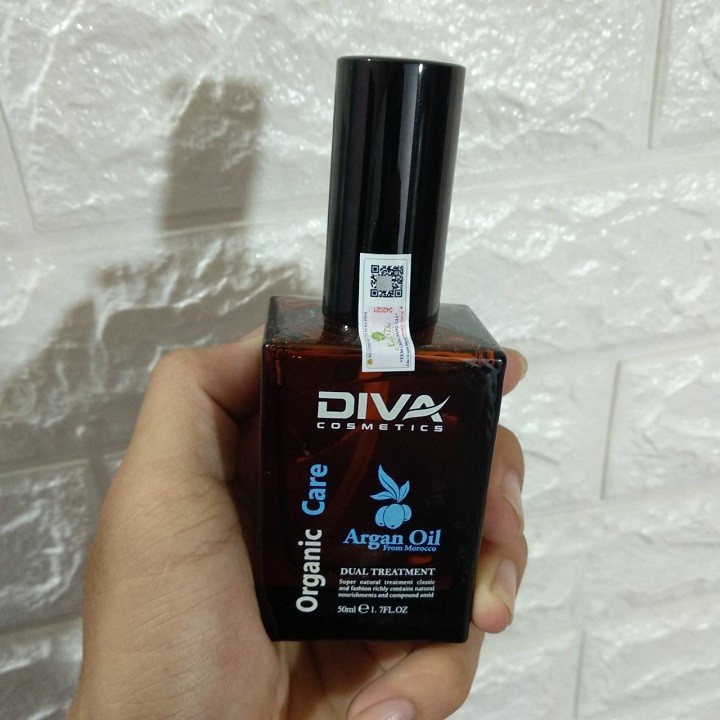 042021
DIVA
COSMETICS
Organic Care
Argan Oil
From Morocco
DUAL TREATMENT
Super natural treatment classic
and fashion richly contains natural
nourishments and compound amid
50ml ℮ 1. 7FL.OZ